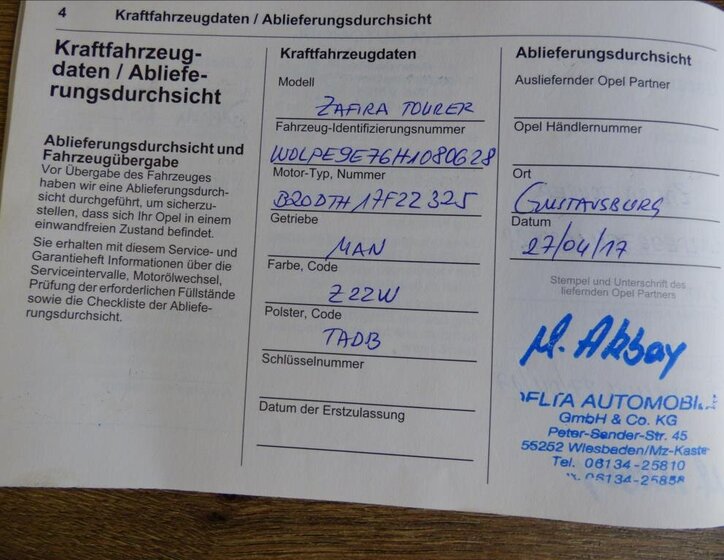 4 Kraftfahrzeugdaten / Ablieferungsdurchsicht
Kraftfahrzeug-
daten / Abliefe-
rungsdurchsicht
Ablieferungsdurchsicht und
Fahrzeugübergabe
Vor Übergabe des Fahrzeuges
haben wir eine Ablieferungsdurch-
sicht durchgeführt, um sicherzu-
stellen, dass sich Ihr Opel in einem
einwandfreien Zustand befindet.
Sie erhalten mit diesem Service- und
Garantieheft Informationen über die
Serviceintervalle, Motorölwechsel,
Prüfung der erforderlichen Füllstände
sowie die Checkliste der Abliefe-
rungsdurchsicht.
Kraftfahrzeugdaten
Modell
ZAFIRA TOURER
Fahrzeug-Identifizierungsnummer
W0LPE9E76H1080628
Motor-Typ, Nummer
B20DTH 17F22325
Getriebe
MAN
Farbe, Code
Z22W
Polster, Code
TADB
Schlüsselnummer
Datum der Erstzulassung
Ablieferungsdurchsicht
Ausliefernder Opel Partner
Opel Händlernummer
Ort
GUSTAVSBURG
Datum
27/04/17
Stempel und Unterschrift des
liefernden Opel Partners
M. Akbay
AUTOMOBIL
GmbH & Co. KG
Peter-Sander-Str. 45
55252 Wiesbaden/Mz-Kaste
Tel. 06134-25810
06134-25858